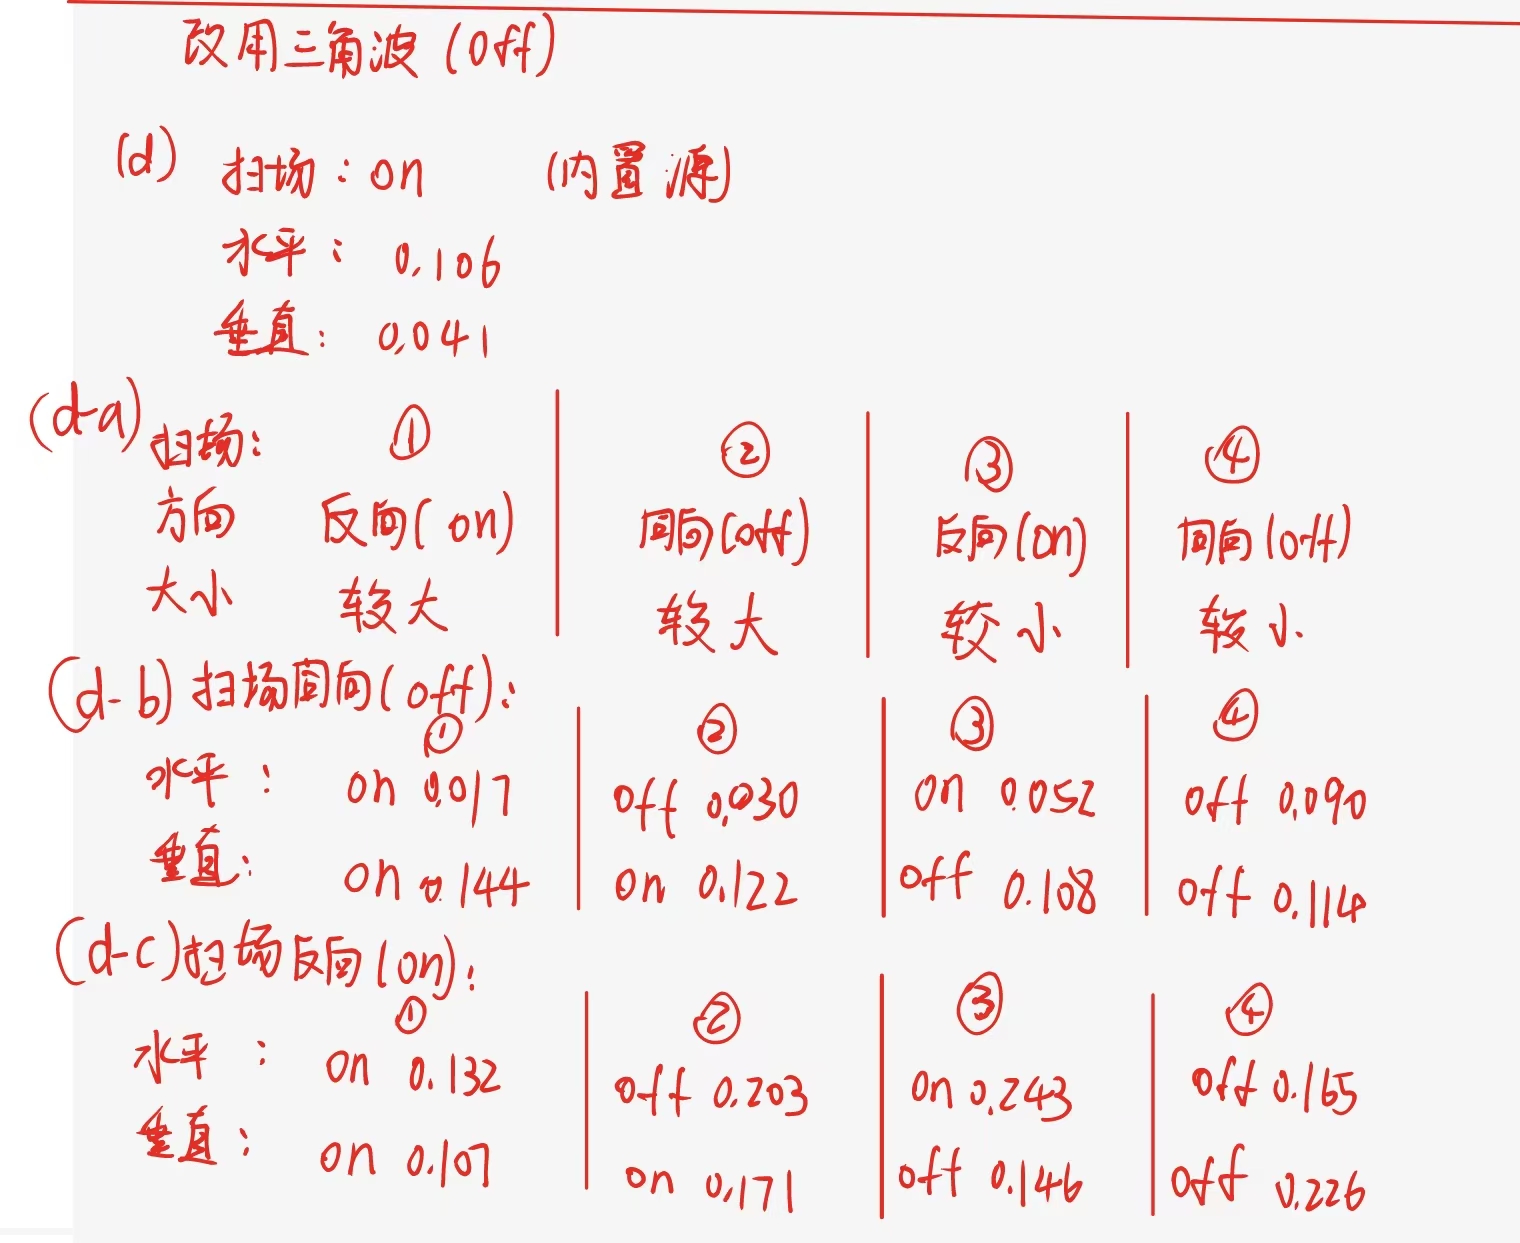 改用三角波(off)
(d) 扫场:on (内置源)
水平: 0.106
垂直: 0.041
(d-a) 扫场: ① ② ③ ④
方向 反向(on) 同向(off) 反向(on) 同向(off)
大小 较大 较大 较小 较小
(d-b) 扫场同向(off):
① ② ③ ④
水平: on 0.017 off 0.030 on 0.052 off 0.090
垂直: on 0.144 on 0.122 off 0.108 off 0.114
(d-c) 扫场反向(on):
① ② ③ ④
水平: on 0.132 off 0.203 on 0.243 off 0.165
垂直: on 0.107 on 0.171 off 0.146 off 0.226